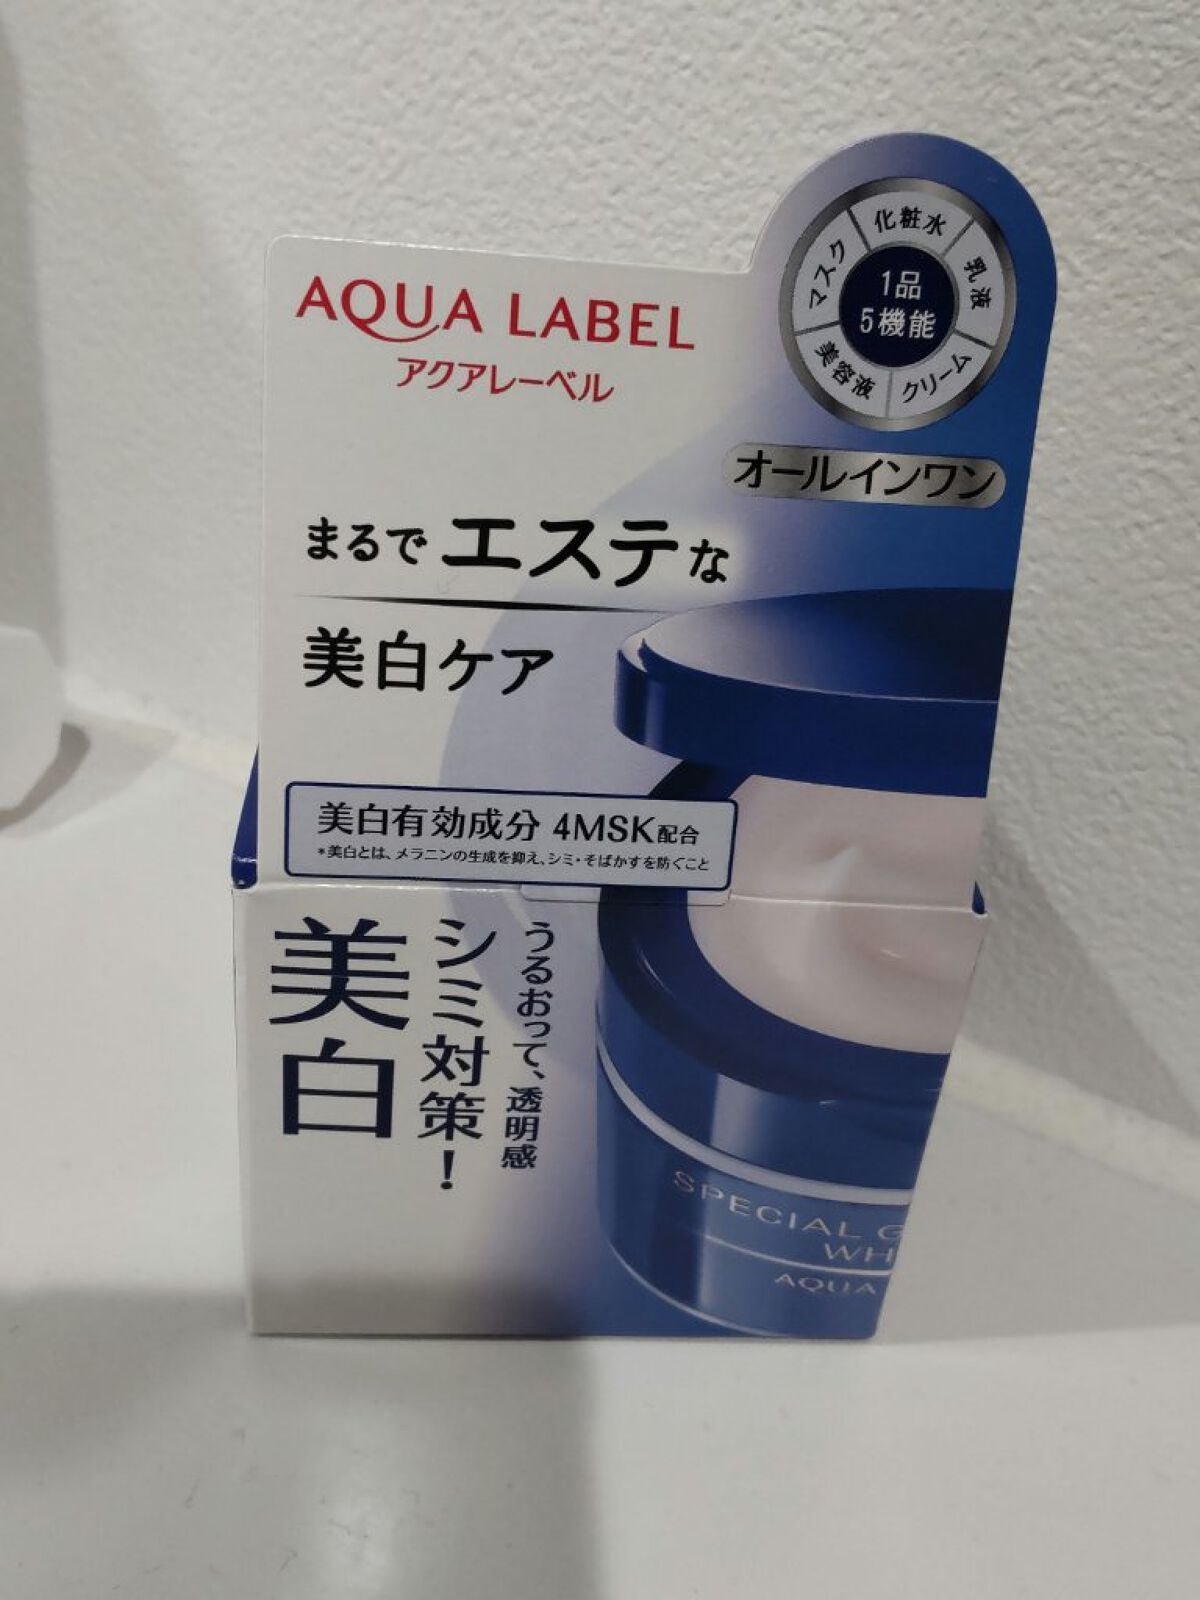 AQUA LABEL
アクアレーベル
化粧水
乳液
クリーム
美容液
マスク
1品
5機能
オールインワン
まるでエステな
美白ケア
美白有効成分 4MSK配合
*美白とは、メラニンの生成を抑え、シミ・そばかすを防ぐこと
うるおって、透明感
シミ対策!
美白
SPECIAL G
WH
AQUA